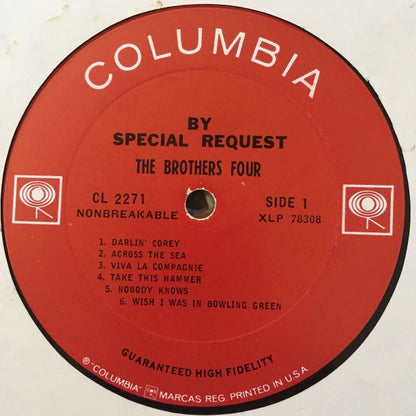 COLUMBIA
BY
SPECIAL REQUEST
THE BROTHERS FOUR
CL 2271
NONBREAKABLE
SIDE 1
XLP 78308
1. DARLIN' COREY
2. ACROSS THE SEA
3. VIVA LA COMPAGNIE
4. TAKE THIS HAMMER
5. NOBODY KNOWS
6. WISH I WAS IN BOWLING GREEN
GUARANTEED HIGH FIDELITY
® "COLUMBIA" MARCAS REG. PRINTED IN U.S.A.